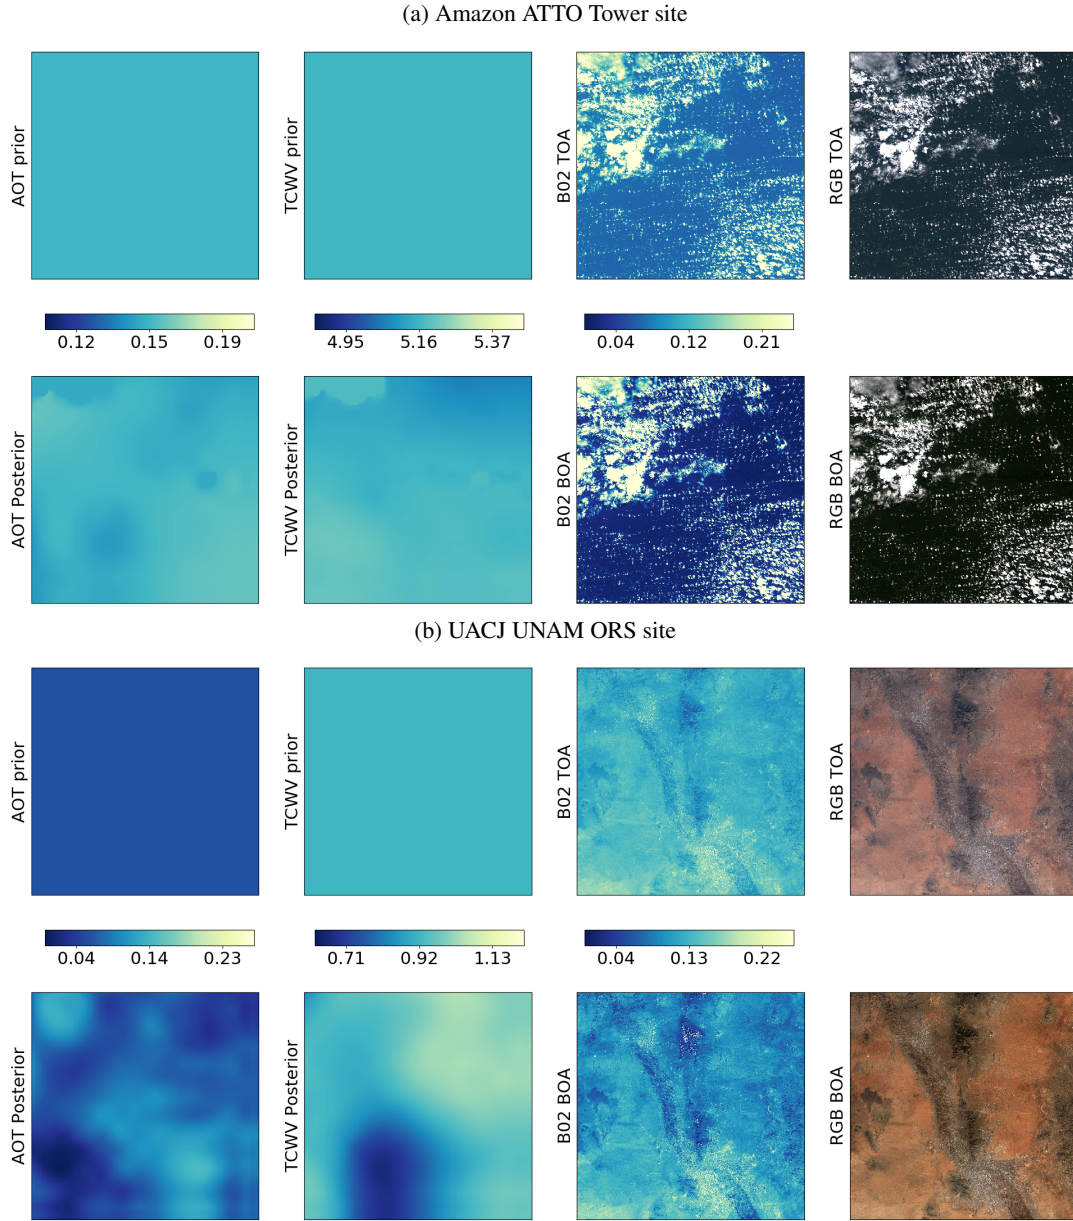 (a) Amazon ATTO Tower site
AOT prior
TCWV prior
B02 TOA
RGB TOA
0.12 0.15 0.19
4.95 5.16 5.37
0.04 0.12 0.21
AOT Posterior
TCWV Posterior
B02 BOA
RGB BOA
(b) UACJ UNAM ORS site
AOT prior
TCWV prior
B02 TOA
RGB TOA
0.04 0.14 0.23
0.71 0.92 1.13
0.04 0.13 0.22
AOT Posterior
TCWV Posterior
B02 BOA
RGB BOA